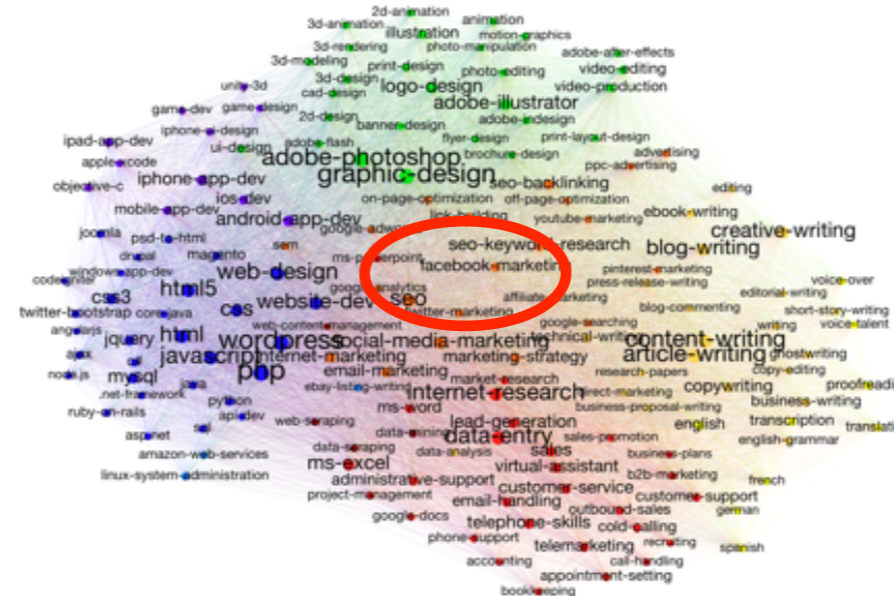 2d-animation
3d-animation
animation
illustration
motion-graphics
3d-rendering
photo-manipulation
adobe-after-effects
3d-modeling
print-design
photo-editing
video-editing
3d-design
unity-3d
cad-design
logo-design
video-production
adobe-illustrator
game-dev
game-design
2d-design
banner-design
adobe-indesign
iphone-ui-design
flyer-design
print-layout-design
ipad-app-dev
ui-design
adobe-flash
brochure-design
advertising
apple-xcode
adobe-photoshop
ppc-advertising
objective-c
iphone-app-dev
graphic-design
seo-backlinking
editing
ios-dev
on-page-optimization
off-page-optimization
mobile-app-dev
android-app-dev
link-building
youtube-marketing
ebook-writing
joomla
psd-to-html
google-adwo
creative-writing
sem
seo-keyword-research
blog-writing
drupal
magento
ms-p erpoint
facebook-marketin
pinterest-marketing
windows-app-dev
web-design
press-release-writing
voice-over
codeigniter
html5
google analytics
editorial-writing
css3
website-dev
seo
affiliate marketing
twitter-bootstrap
core-java
css
twitter-marketing
blog-commenting
short-story-writing
angularjs
web-content-management
google-searching
writing
voice-talent
jquery
html
wordpress
social-media-marketing
technical-writing
content-writing
ajax
javascript
internet-marketing
marketing-strategy
article-writing
ghostwriting
node.js
mysql
php
email-marketing
research-papers
copy-editing
java
ebay-listing-writing
market-research
copywriting
proofreadi
.net-framework
python
internet-research
direct-marketing
business-writing
ruby-on-rails
api-dev
ms-word
business-proposal-writing
web-scraping
lead-generation
english
transcription
translati
asp.net
sql
data-mining
data-entry
sales-promotion
english-grammar
amazon-web-services
data-scraping
data-analysis
sales
business-plans
ms-excel
virtual-assistant
linux-system-administration
administrative-support
b2b-marketing
french
project-management
customer-service
customer-support
email-handling
outbound-sales
german
google-docs
telephone-skills
cold-calling
phone-support
telemarketing
recruiting
spanish
accounting
call-handling
appointment-setting
bookkeeping